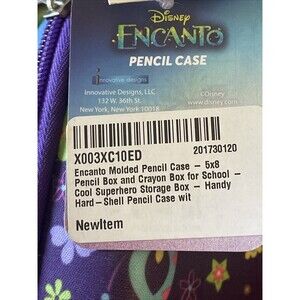 Disney
ENCANTO
PENCIL CASE
innovative designs
Innovative Designs, LLC
132 W. 36th St.
New York, New York 10018
©Disney
www.disney.com
X003XC10ED
201730120
Encanto Molded Pencil Case – 5x8
Pencil Box and Crayon Box for School –
Cool Superhero Storage Box – Handy
Hard–Shell Pencil Case wit
NewItem